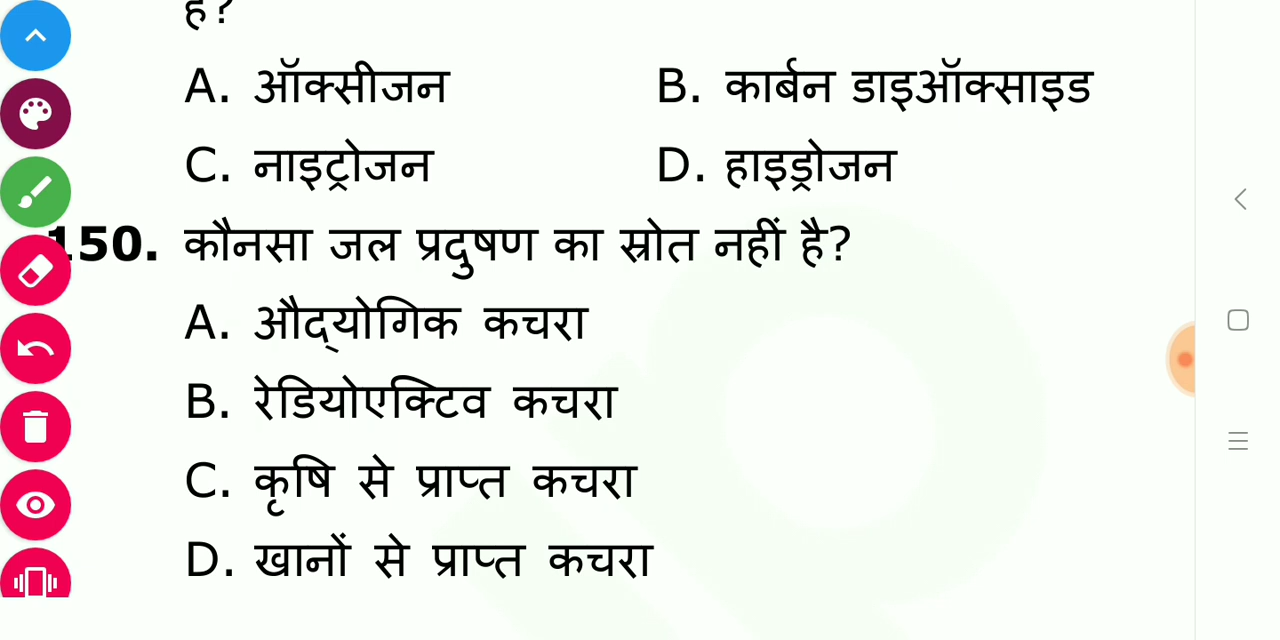 है?
A. ऑक्सीजन B. कार्बन डाइऑक्साइड
C. नाइट्रोजन D. हाइड्रोजन
150. कौनसा जल प्रदुषण का स्रोत नहीं है?
A. औद्योगिक कचरा
B. रेडियोएक्टिव कचरा
C. कृषि से प्राप्त कचरा
D. खानों से प्राप्त कचरा